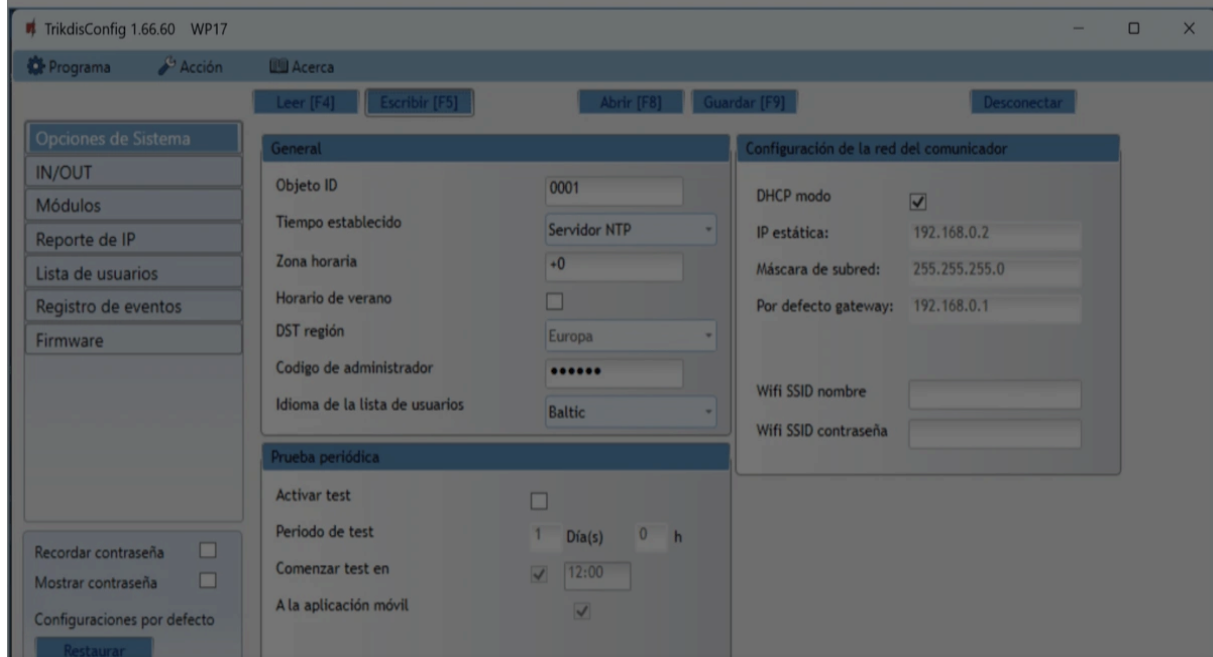 TrikdisConfig 1.66.60 WP17
Programa Acción Acerca
Leer [F4] Escribir [F5] Abrir [F8] Guardar [F9] Desconectar
Opciones de Sistema
IN/OUT
Módulos
Reporte de IP
Lista de usuarios
Registro de eventos
Firmware
Recordar contraseña
Mostrar contraseña
Configuraciones por defecto
Restaurar
General
Objeto ID 0001
Tiempo establecido Servidor NTP
Zona horaria +0
Horario de verano
DST región Europa
Codigo de administrador ••••••
Idioma de la lista de usuarios Baltic
Prueba periódica
Activar test
Periodo de test 1 Día(s) 0 h
Comenzar test en 12:00
A la aplicación móvil
Configuración de la red del comunicador
DHCP modo
IP estática: 192.168.0.2
Máscara de subred: 255.255.255.0
Por defecto gateway: 192.168.0.1
Wifi SSID nombre
Wifi SSID contraseña